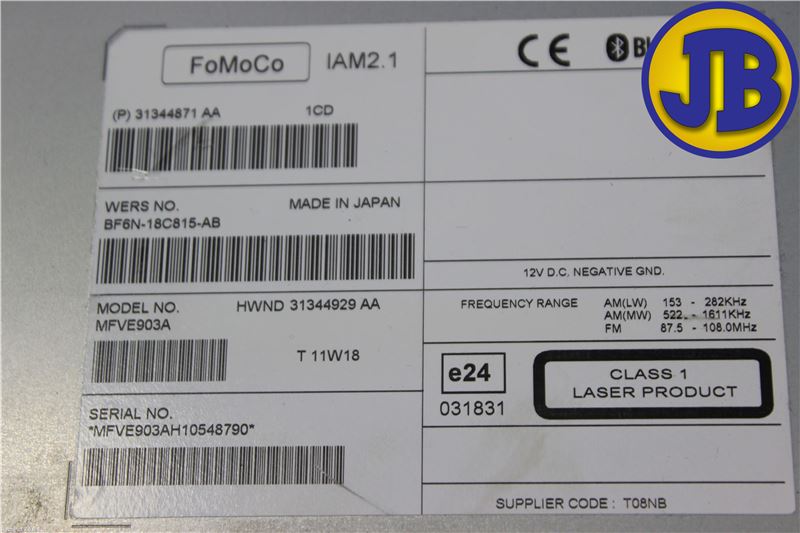 FoMoCo IAM2.1
(P) 31344871 AA 1CD
WERS NO. MADE IN JAPAN
BF6N-18C815-AB
MODEL NO. HWND 31344929 AA
MFVE903A
T 11W18
SERIAL NO.
*MFVE903AH10548790*
CE
JB
12V D.C. NEGATIVE GND.
FREQUENCY RANGE AM(LW) 153 - 282KHz
AM(MW) 522 - 1611KHz
FM 87.5 - 108.0MHz
e24
031831
CLASS 1
LASER PRODUCT
SUPPLIER CODE : T08NB